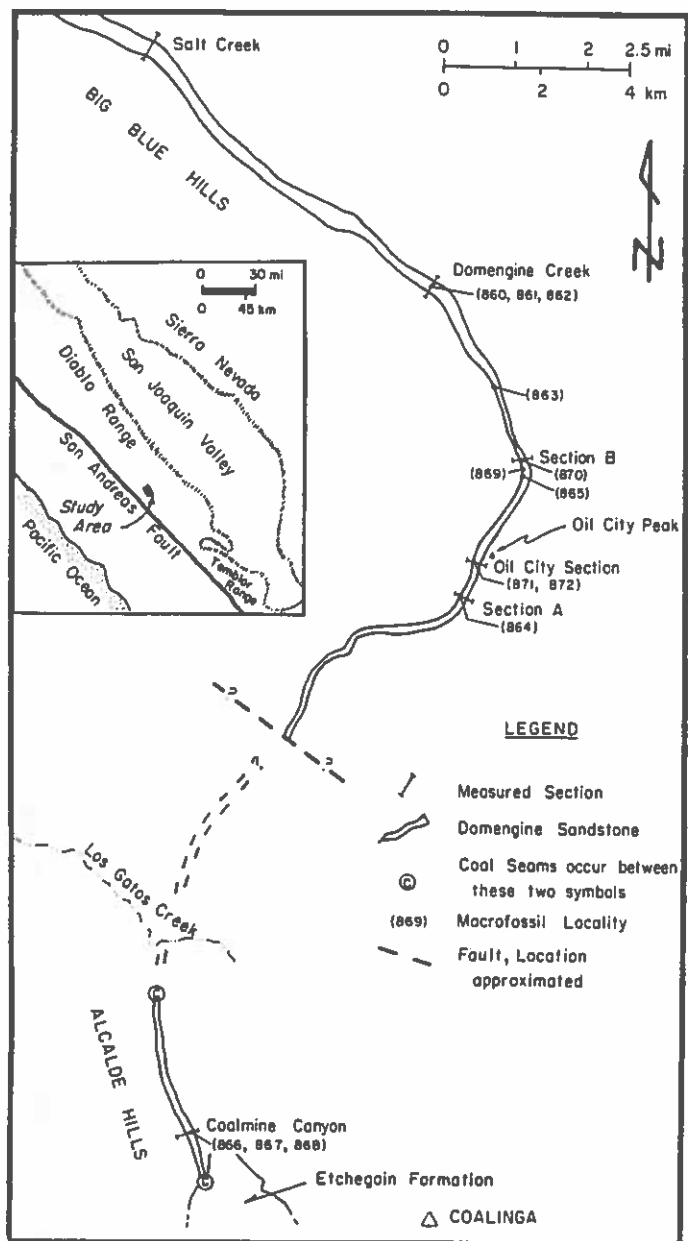 Salt Creek
0 1 2 2.5 mi
0 2 4 km
BIG BLUE HILLS
N
Domengine Creek
(860, 861, 862)
0 30 mi
0 45 km
Sierra Nevada
San Joaquin Valley
Diablo Range
San Andreas Fault
Study Area
Pacific Ocean
Temblor Range
(863)
Section B
(869) (870)
(865)
Oil City Peak
Oil City Section
(871, 872)
Section A
(864)
?
?
LEGEND
Measured Section
Domengine Sandstone
C Coal Seams occur between
these two symbols
(869) Macrofossil Locality
Fault, Location
approximated
Los Gatos Creek
C
ALCALDE HILLS
Coalmine Canyon
(866, 867, 868)
C
Etchegoin Formation
COALINGA